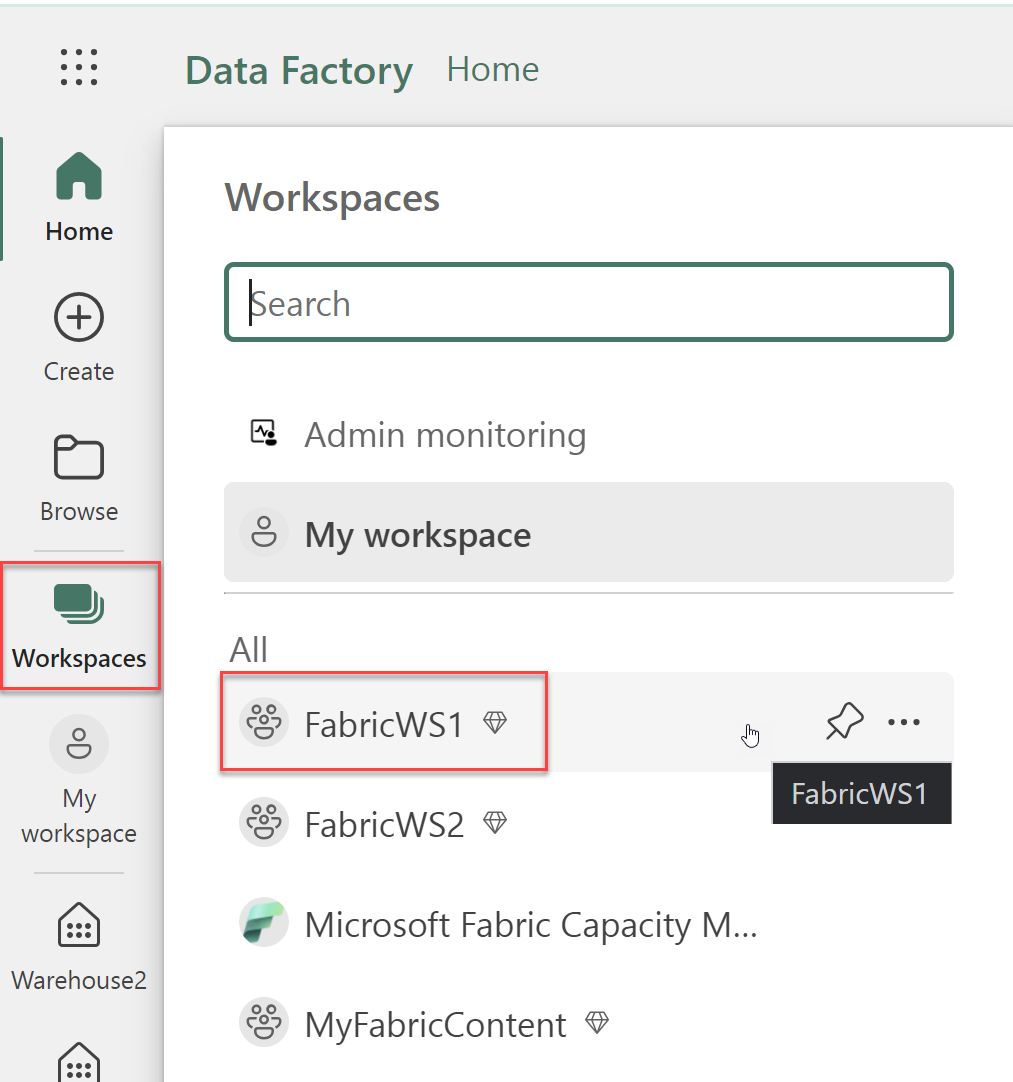 Data Factory Home
Home
Create
Browse
Workspaces
My
workspace
Warehouse2
Workspaces
Search
Admin monitoring
My workspace
All
FabricWS1
FabricWS1
FabricWS2
Microsoft Fabric Capacity M...
MyFabricContent